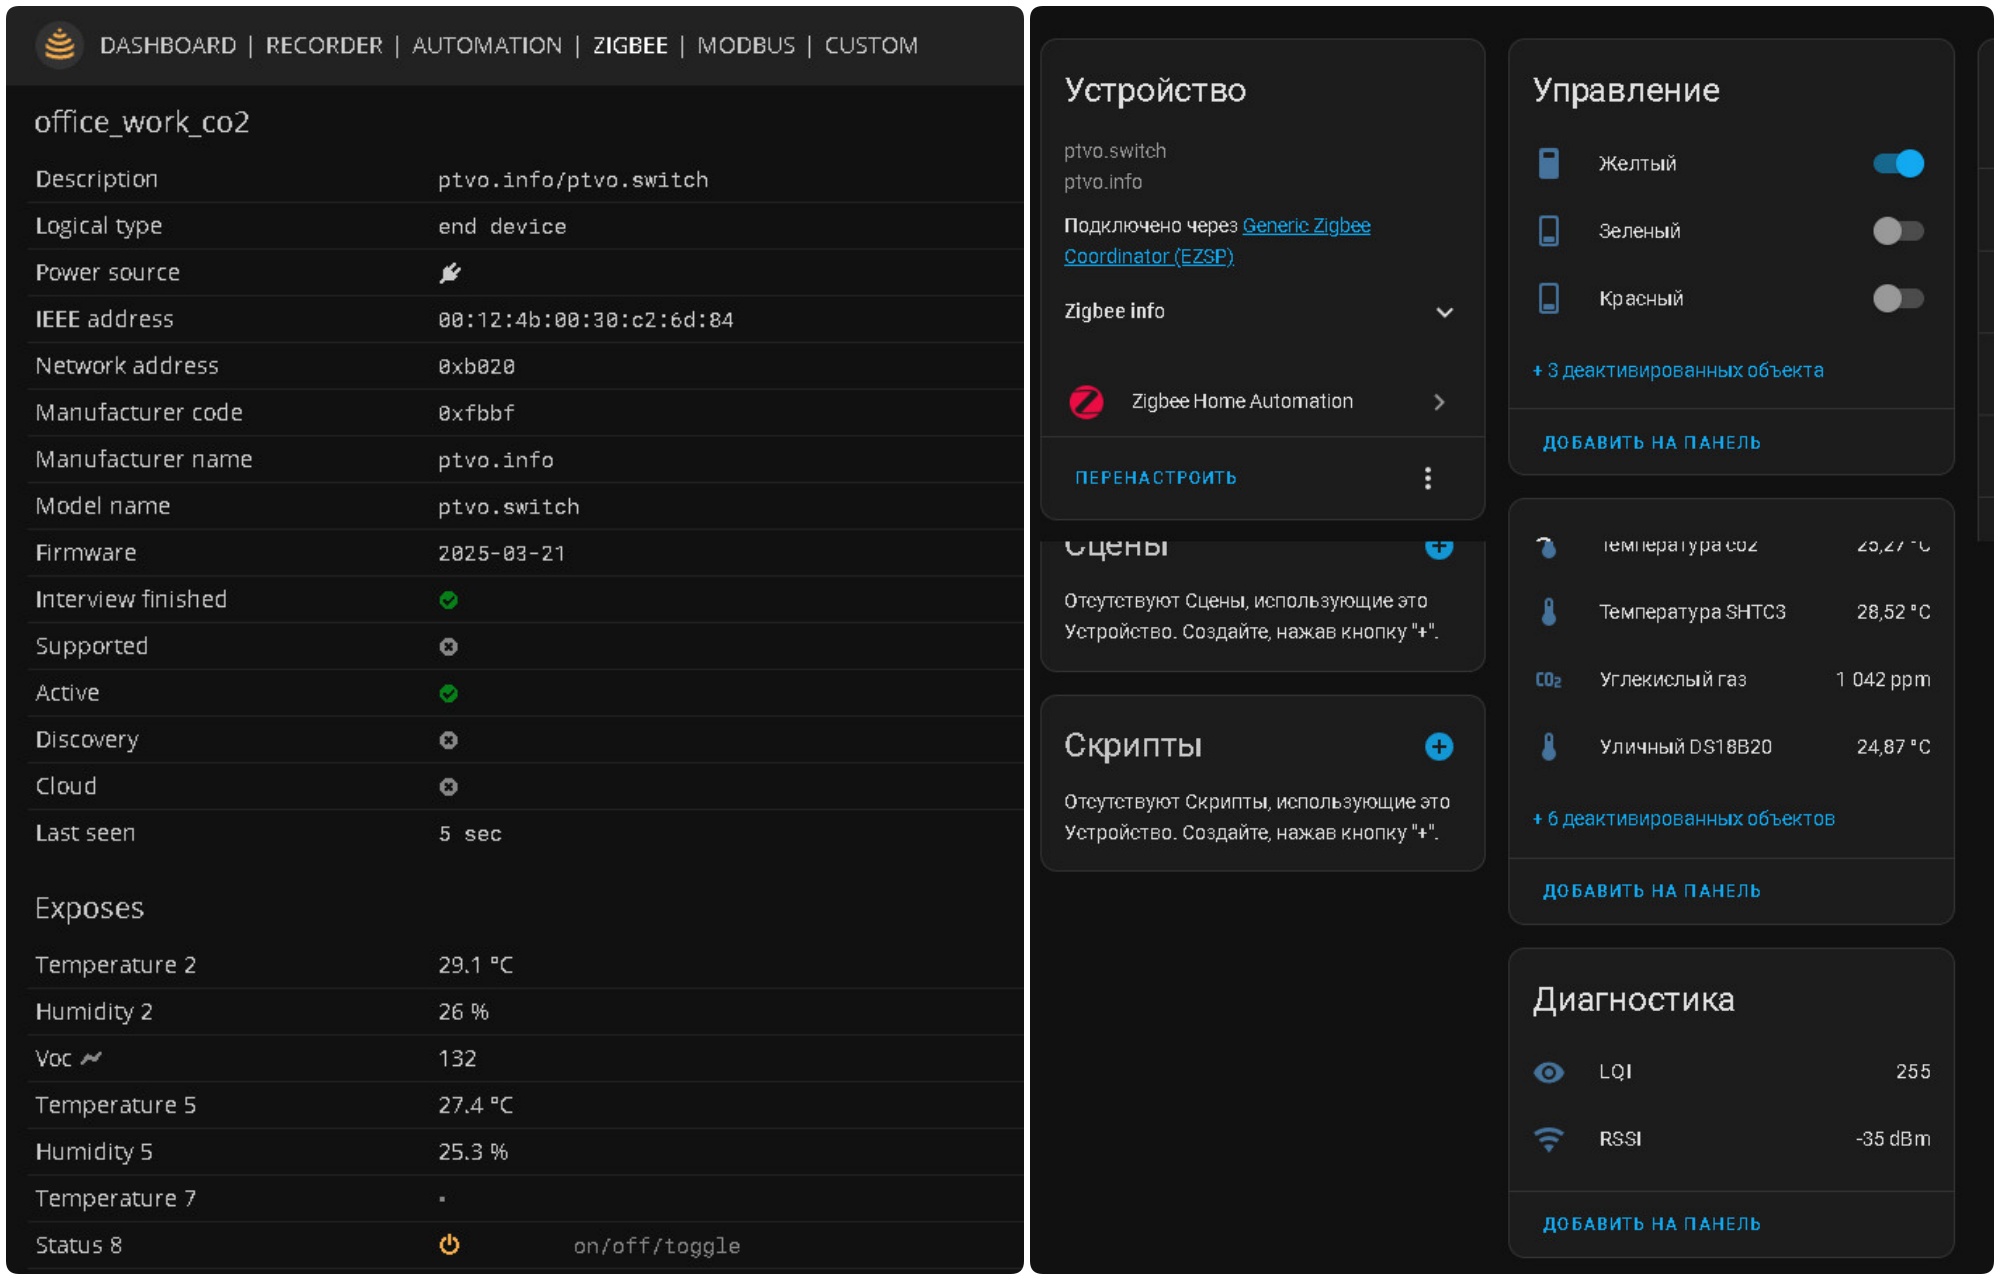 DASHBOARD | RECORDER | AUTOMATION | ZIGBEE | MODBUS | CUSTOM
office_work_co2
Description ptvo.info/ptvo.switch
Logical type end device
Power source
IEEE address 00:12:4b:00:30:c2:6d:84
Network address 0xb020
Manufacturer code 0xfbbf
Manufacturer name ptvo.info
Model name ptvo.switch
Firmware 2025-03-21
Interview finished
Supported
Active
Discovery
Cloud
Last seen 5 sec
Exposes
Temperature 2 29.1 °C
Humidity 2 26 %
Voc 132
Temperature 5 27.4 °C
Humidity 5 25.3 %
Temperature 7 -
Status 8 on/off/toggle
Устройство
ptvo.switch
ptvo.info
Подключено через Generic Zigbee
Coordinator (EZSP)
Zigbee info
Zigbee Home Automation
ПЕРЕНАСТРОИТЬ
Сцены
Отсутствуют Сцены, использующие это
Устройство. Создайте, нажав кнопку "+".
Скрипты
Отсутствуют Скрипты, использующие это
Устройство. Создайте, нажав кнопку "+".
Управление
Желтый
Зеленый
Красный
+ 3 деактивированных объекта
ДОБАВИТЬ НА ПАНЕЛЬ
Температура co2 25,27 °C
Температура SHTC3 28,52 °C
CO₂ Углекислый газ 1 042 ppm
Уличный DS18B20 24,87 °C
+ 6 деактивированных объектов
ДОБАВИТЬ НА ПАНЕЛЬ
Диагностика
LQI 255
RSSI -35 dBm
ДОБАВИТЬ НА ПАНЕЛЬ